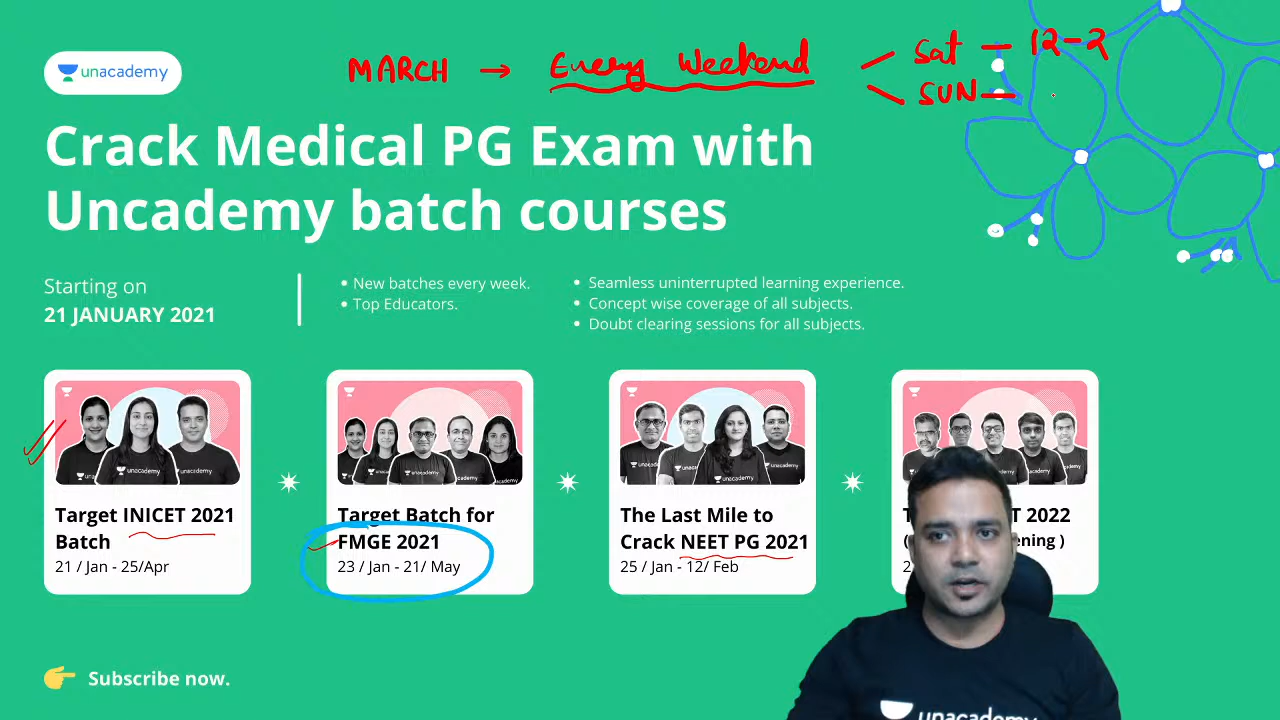 MARCH → Every Weekend
Sat — 12-2
SUN —
unacademy
Crack Medical PG Exam with
Uncademy batch courses
Starting on
21 JANUARY 2021
• New batches every week.
• Top Educators.
• Seamless uninterrupted learning experience.
• Concept wise coverage of all subjects.
• Doubt clearing sessions for all subjects.
unacademy
unacademy
unacademy
unacademy
Target INICET 2021
Batch
21 / Jan - 25/Apr
Target Batch for
FMGE 2021
23 / Jan - 21/ May
The Last Mile to
Crack NEET PG 2021
25 / Jan - 12/ Feb
2022
Subscribe now.
unacademy